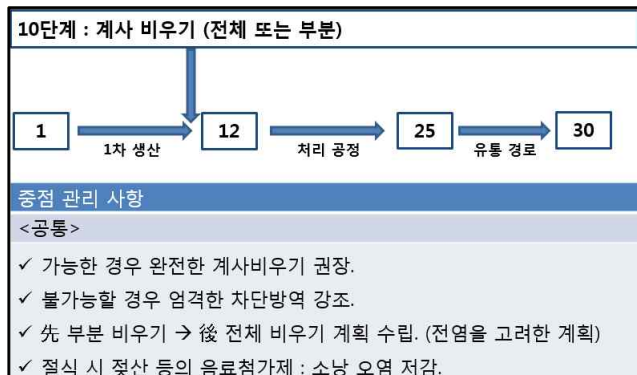 10단계 : 계사 비우기 (전체 또는 부분)
1
12
25
30
1차 생산
처리 공정
유통 경로
중점 관리 사항
<공통>
✓ 가능한 경우 완전한 계사비우기 권장.
✓ 불가능할 경우 엄격한 차단방역 강조.
✓ 先 부분 비우기 → 後 전체 비우기 계획 수립. (전염을 고려한 계획)
✓ 절식 시 젖산 등의 음료첨가제 : 소낭 오염 저감.